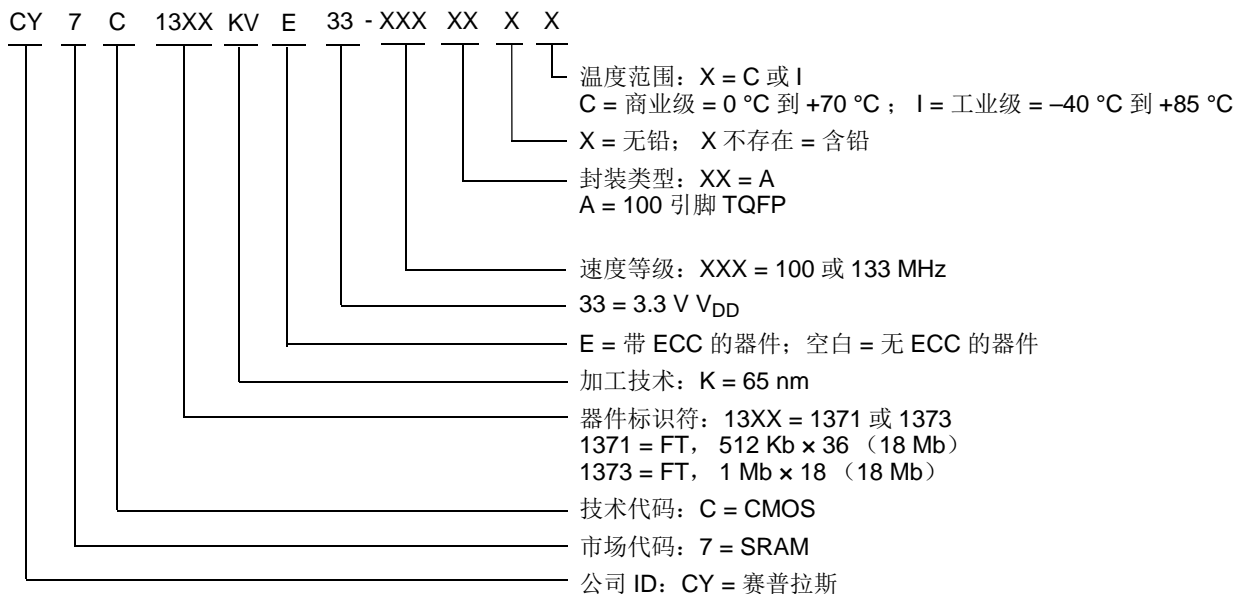 CY 7 C 13XX KV E 33 - XXX XX X X
温度范围：X = C 或 I
C = 商业级 = 0 °C 到 +70 °C ； I = 工业级 = –40 °C 到 +85 °C
X = 无铅； X 不存在 = 含铅
封装类型：XX = A
A = 100 引脚 TQFP
速度等级：XXX = 100 或 133 MHz
33 = 3.3 V VDD
E = 带 ECC 的器件；空白 = 无 ECC 的器件
加工技术：K = 65 nm
器件标识符：13XX = 1371 或 1373
1371 = FT， 512 Kb × 36 （18 Mb）
1373 = FT， 1 Mb × 18 （18 Mb）
技术代码：C = CMOS
市场代码：7 = SRAM
公司 ID：CY = 赛普拉斯